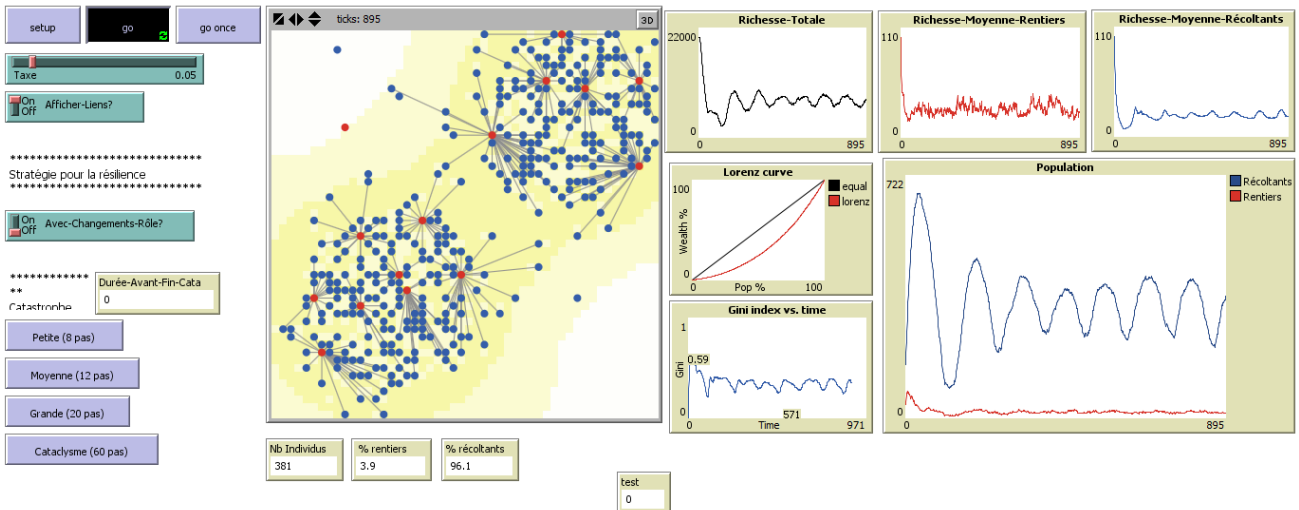 setup
go
go once
Taxe
0.05
On
Off
Afficher-Liens?
*****************************
Stratégie pour la résilience
*****************************
On
Off
Avec-Changements-Rôle?
************
**
Catastrophe
Durée-Avant-Fin-Cata
0
Petite (8 pas)
Moyenne (12 pas)
Grande (20 pas)
Cataclysme (60 pas)
ticks: 895
3D
Nb Individus
381
% rentiers
3.9
% récoltants
96.1
test
0
Richesse-Totale
22000
0
0
895
Richesse-Moyenne-Rentiers
110
0
0
895
Richesse-Moyenne-Récoltants
110
0
0
895
Lorenz curve
100
Wealth %
0
0
Pop %
100
equal
lorenz
Gini index vs. time
1
0.59
Gini
0
571
0
Time
971
Population
722
0
0
895
Récoltants
Rentiers